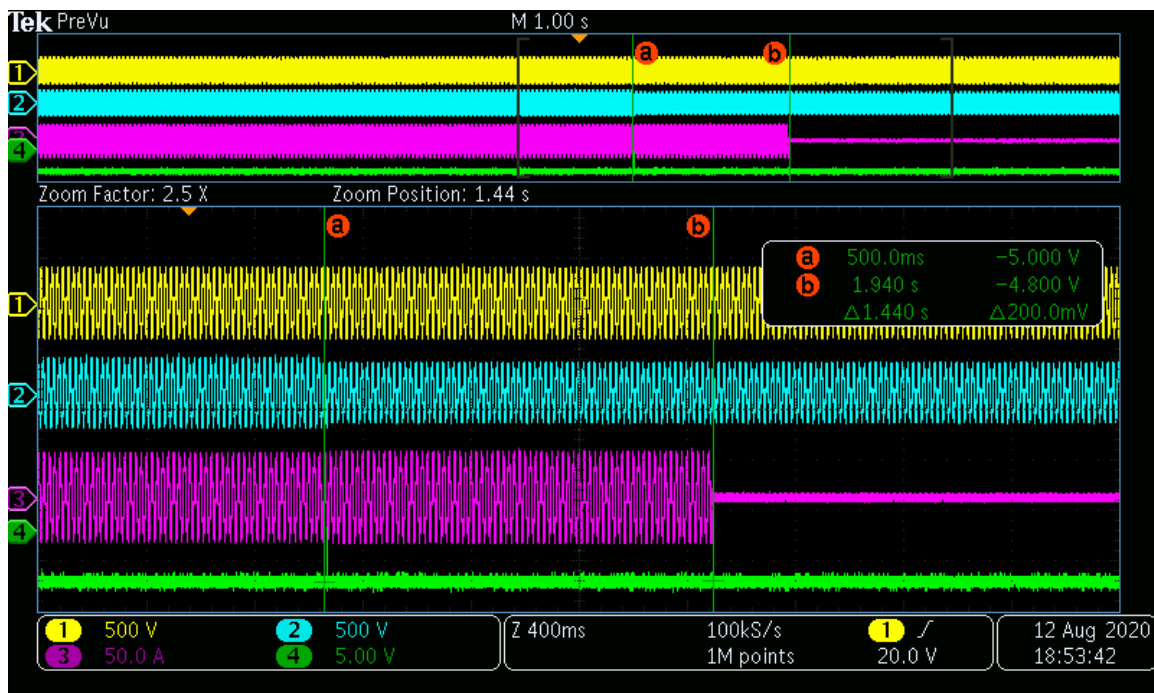 Tek PreVu M 1.00 s
a b
1
2
3
4
Zoom Factor: 2.5 X Zoom Position: 1.44 s
a b
a 500.0ms −5.000 V
b 1.940 s −4.800 V
△1.440 s △200.0mV
1
2
3
4
1 500 V 2 500 V Z 400ms 100kS/s 1 20.0 V 12 Aug 2020
3 50.0 A 4 5.00 V 1M points 18:53:42